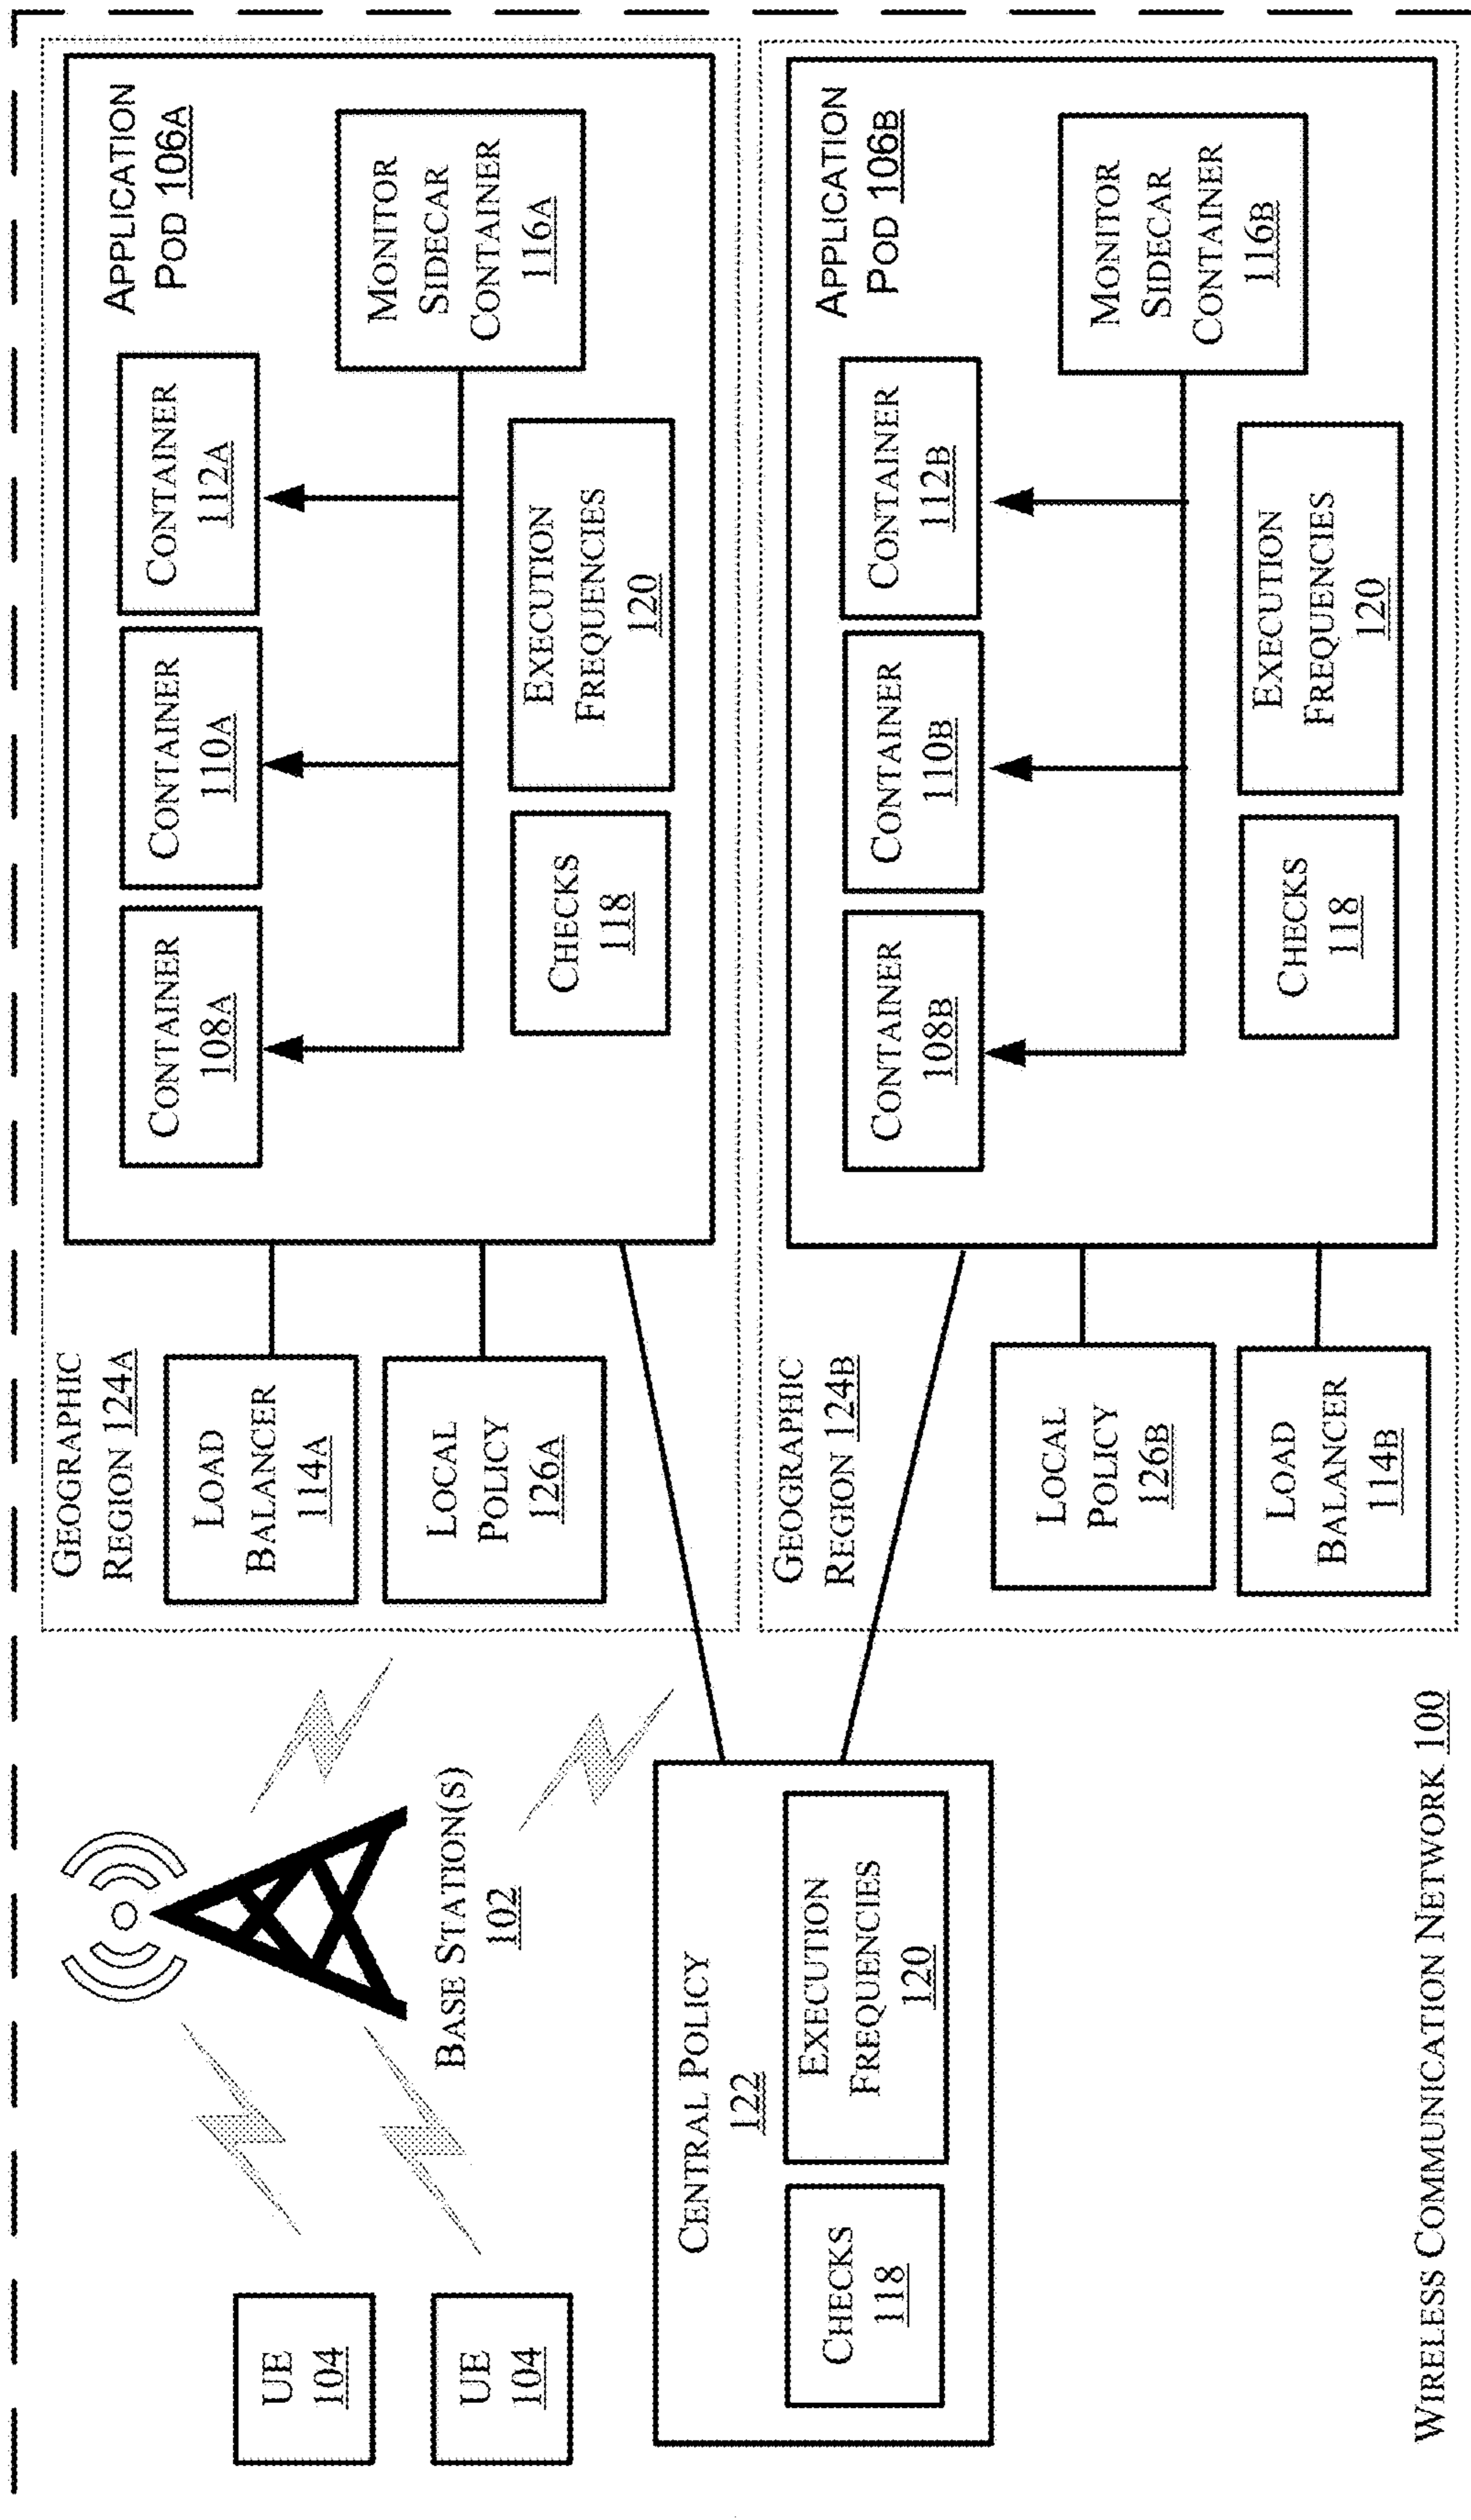 UE
104
UE
104
BASE STATION(S)
102
CENTRAL POLICY
122
CHECKS
118
EXECUTION
FREQUENCIES
120
WIRELESS COMMUNICATION NETWORK 100
GEOGRAPHIC
REGION 124A
LOAD
BALANCER
114A
LOCAL
POLICY
126A
APPLICATION
POD 106A
CONTAINER
108A
CONTAINER
110A
CONTAINER
112A
MONITOR
SIDECAR
CONTAINER
116A
CHECKS
118
EXECUTION
FREQUENCIES
120
GEOGRAPHIC
REGION 124B
LOCAL
POLICY
126B
LOAD
BALANCER
114B
APPLICATION
POD 106B
CONTAINER
108B
CONTAINER
110B
CONTAINER
112B
MONITOR
SIDECAR
CONTAINER
116B
CHECKS
118
EXECUTION
FREQUENCIES
120